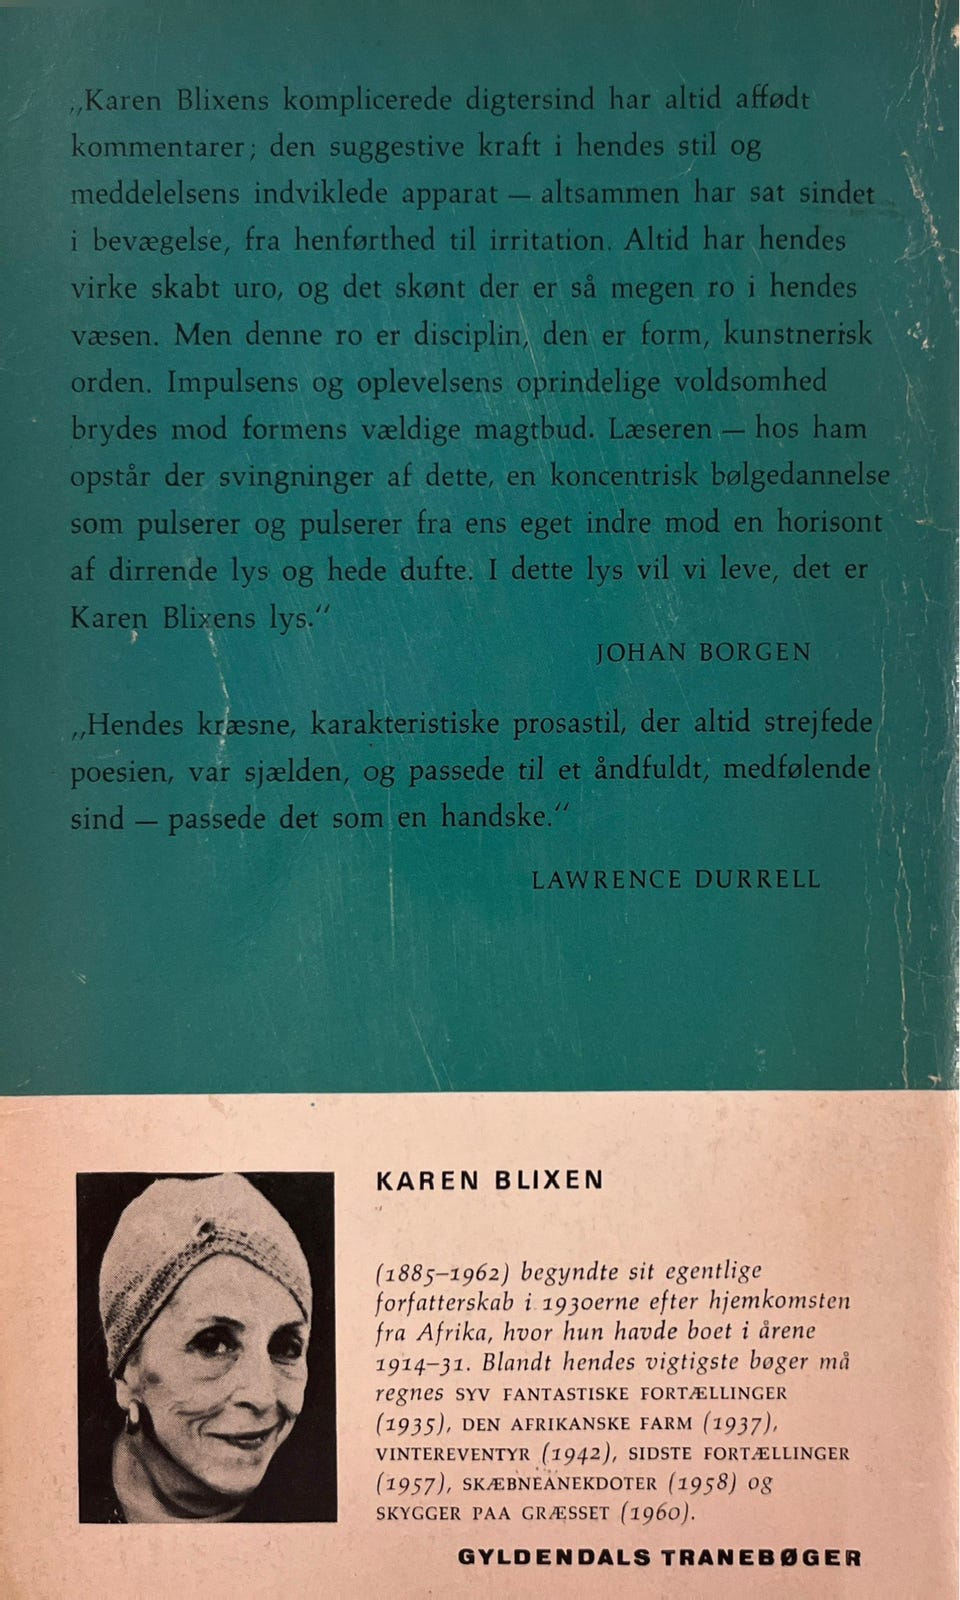 „Karen Blixens komplicerede digtersind har altid affødt
kommentarer; den suggestive kraft i hendes stil og
meddelelsens indviklede apparat — altsammen har sat sindet
i bevægelse, fra henførthed til irritation. Altid har hendes
virke skabt uro, og det skønt der er så megen ro i hendes
væsen. Men denne ro er disciplin, den er form, kunstnerisk
orden. Impulsens og oplevelsens oprindelige voldsomhed
brydes mod formens vældige magtbud. Læseren — hos ham
opstår der svingninger af dette, en koncentrisk bølgedannelse
som pulserer og pulserer fra ens eget indre mod en horisont
af dirrende lys og hede dufte. I dette lys vil vi leve, det er
Karen Blixens lys.“
JOHAN BORGEN
„Hendes kræsne, karakteristiske prosastil, der altid strejfede
poesien, var sjælden, og passede til et åndfuldt, medfølende
sind — passede det som en handske.“
LAWRENCE DURRELL
KAREN BLIXEN
(1885–1962) begyndte sit egentlige
forfatterskab i 1930erne efter hjemkomsten
fra Afrika, hvor hun havde boet i årene
1914–31. Blandt hendes vigtigste bøger må
regnes SYV FANTASTISKE FORTÆLLINGER
(1935), DEN AFRIKANSKE FARM (1937),
VINTEREVENTYR (1942), SIDSTE FORTÆLLINGER
(1957), SKÆBNEANEKDOTER (1958) og
SKYGGER PAA GRÆSSET (1960).
GYLDENDALS TRANEBØGER